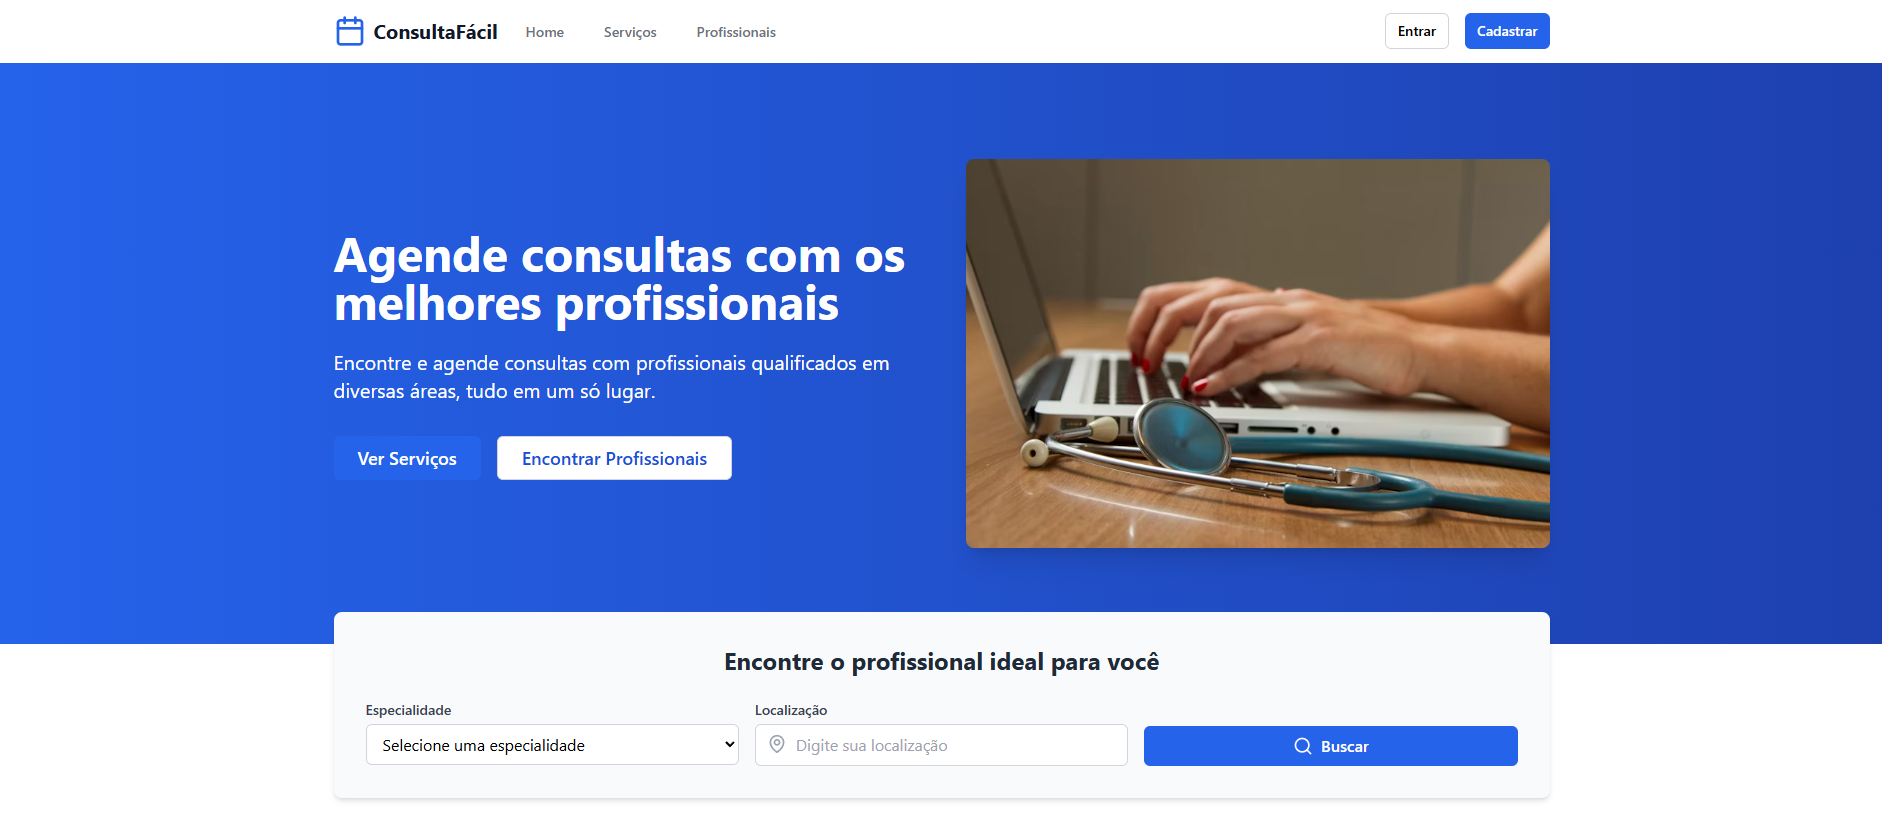 ConsultaFácil
Home
Serviços
Profissionais
Entrar
Cadastrar
Agende consultas com os
melhores profissionais
Encontre e agende consultas com profissionais qualificados em
diversas áreas, tudo em um só lugar.
Ver Serviços
Encontrar Profissionais
Encontre o profissional ideal para você
Especialidade
Selecione uma especialidade
Localização
Digite sua localização
Buscar